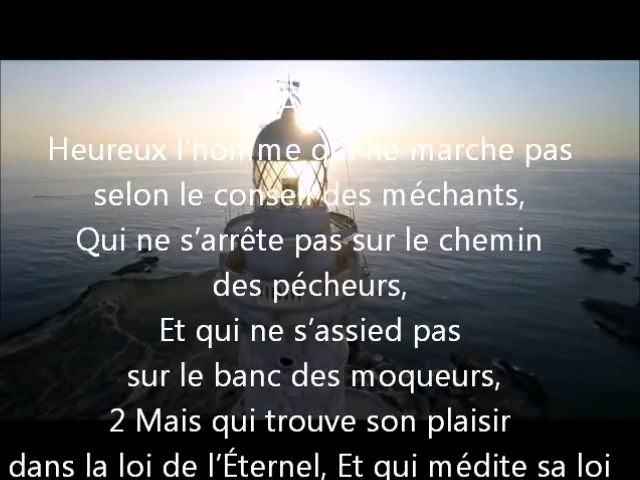 Heureux l'homme qui ne marche pas
selon le conseil des méchants,
Qui ne s’arrête pas sur le chemin
des pécheurs,
Et qui ne s’assied pas
sur le banc des moqueurs,
2 Mais qui trouve son plaisir
dans la loi de l’Éternel, Et qui médite sa loi